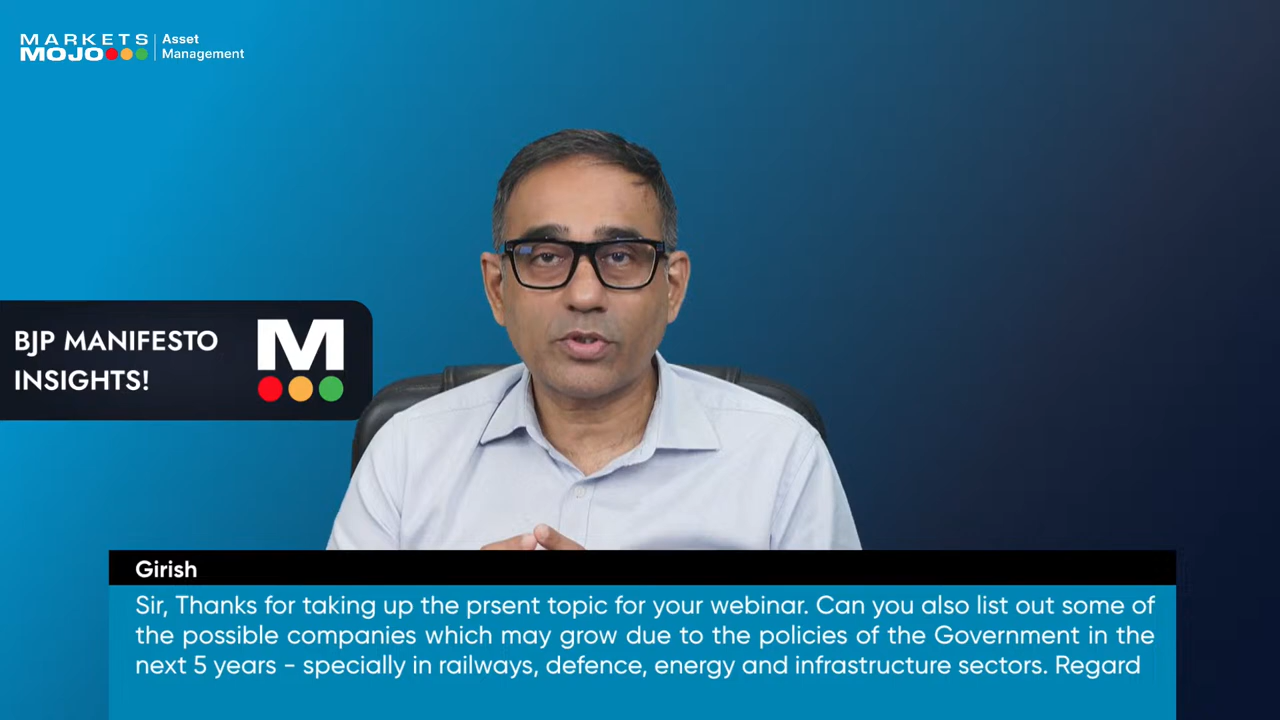 MARKETS
MOJO
Asset
Management
BJP MANIFESTO
INSIGHTS!
M
Girish
Sir, Thanks for taking up the prsent topic for your webinar. Can you also list out some of
the possible companies which may grow due to the policies of the Government in the
next 5 years - specially in railways, defence, energy and infrastructure sectors. Regard